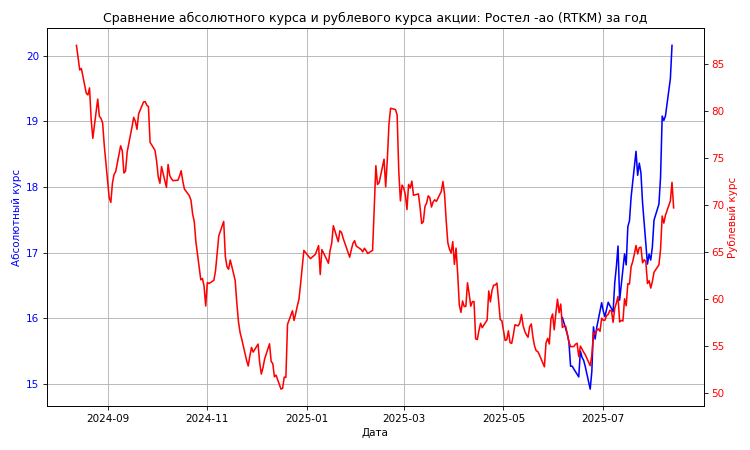 Сравнение абсолютного курса и рублевого курса акции: Ростел -ао (RTKM) за год
Абсолютный курс
20
19
18
17
16
15
85
80
75
70
65
60
55
50
Рублевый курс
2024-09 2024-11 2025-01 2025-03 2025-05 2025-07
Дата